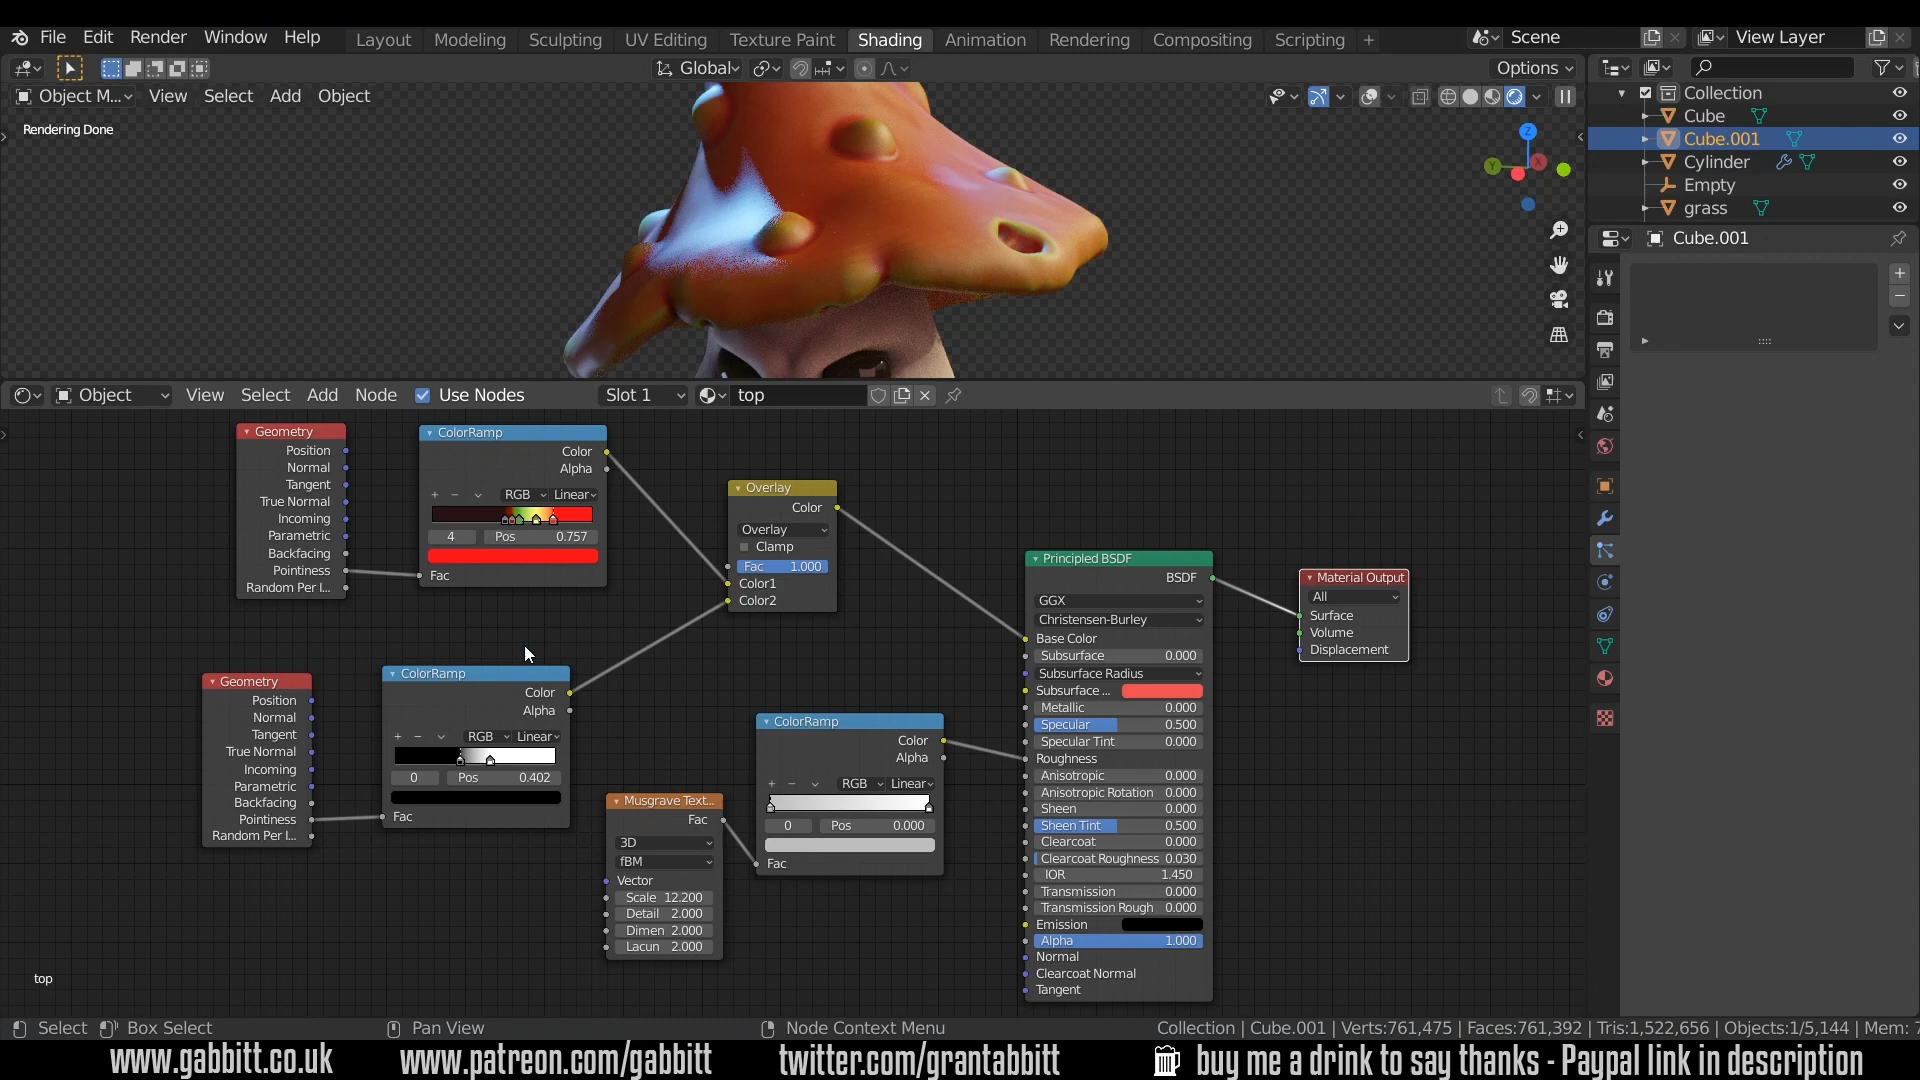 File Edit Render Window Help Layout Modeling Sculpting UV Editing Texture Paint Shading Animation Rendering Compositing Scripting + Scene View Layer
Global Options
Object M... View Select Add Object
Rendering Done
Z
Y
X
Collection
Cube
Cube.001
Cylinder
Empty
grass
Cube.001
Object View Select Add Node Use Nodes Slot 1 top
Geometry
Position
Normal
Tangent
True Normal
Incoming
Parametric
Backfacing
Pointiness
Random Per I...
ColorRamp
Color
Alpha
RGB Linear
4 Pos 0.757
Fac
Overlay
Color
Overlay
Clamp
Fac 1.000
Color1
Color2
Geometry
Position
Normal
Tangent
True Normal
Incoming
Parametric
Backfacing
Pointiness
Random Per I...
ColorRamp
Color
Alpha
RGB Linear
0 Pos 0.402
Fac
Musgrave Text...
Fac
3D
fBM
Vector
Scale 12.200
Detail 2.000
Dimen 2.000
Lacun 2.000
ColorRamp
Color
Alpha
RGB Linear
0 Pos 0.000
Fac
Principled BSDF
BSDF
GGX
Christensen-Burley
Base Color
Subsurface 0.000
Subsurface Radius
Subsurface ...
Metallic 0.000
Specular 0.500
Specular Tint 0.000
Roughness
Anisotropic 0.000
Anisotropic Rotation 0.000
Sheen 0.000
Sheen Tint 0.500
Clearcoat 0.000
Clearcoat Roughness 0.030
IOR 1.450
Transmission 0.000
Transmission Rough 0.000
Emission
Alpha 1.000
Normal
Clearcoat Normal
Tangent
Material Output
All
Surface
Volume
Displacement
top
Select Box Select Pan View Node Context Menu Collection | Cube.001 | Verts:761,475 | Faces:761,392 | Tris:1,522,656 | Objects:1/5,144 | Mem: 7
www.gabbitt.co.uk www.patreon.com/gabbitt twitter.com/grantabbitt buy me a drink to say thanks - Paypal link in description